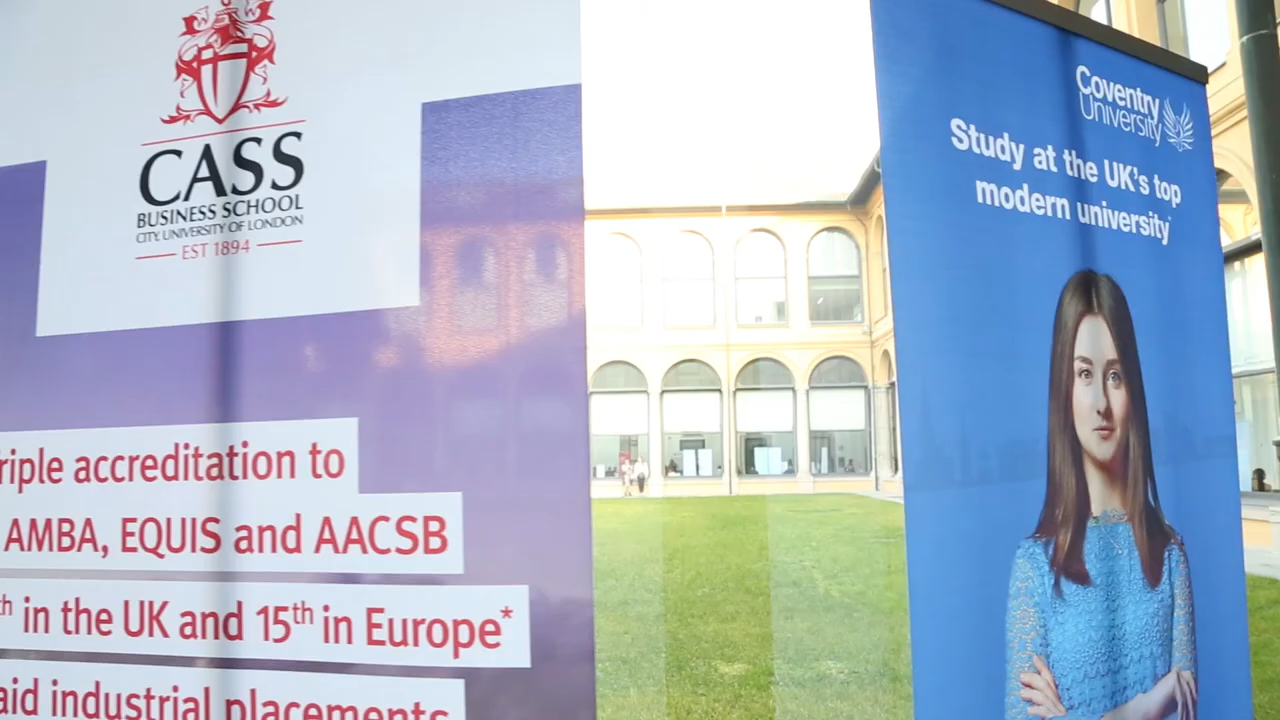 CASS
BUSINESS SCHOOL
CITY, UNIVERSITY OF LONDON
EST 1894
riple accreditation to
AMBA, EQUIS and AACSB
th in the UK and 15th in Europe*
aid industrial placements
Coventry
University
Study at the UK's top
modern university*